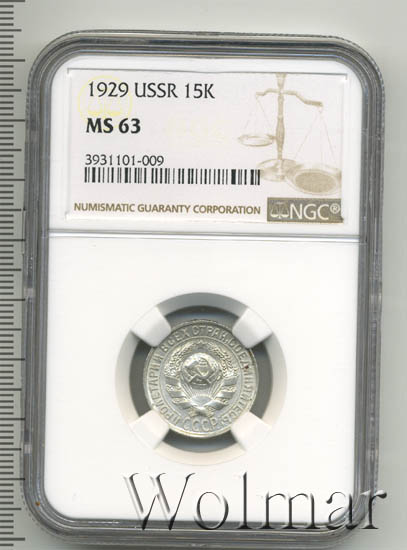 1929 USSR 15K
MS 63
3931101-009
NUMISMATIC GUARANTY CORPORATION
NGC®
ПРОЛЕТАРИИ ВСЕХ СТРАН, СОЕДИНЯЙТЕСЬ!
СССР
Wolmar